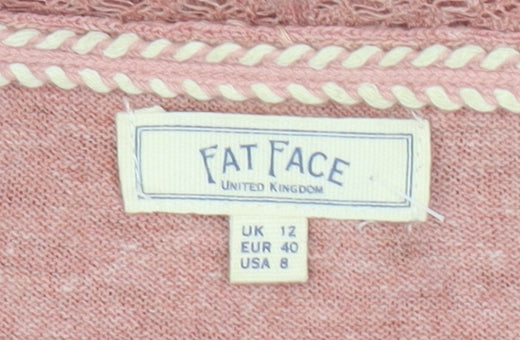 FAT FACE
UNITED KINGDOM
UK 12
EUR 40
USA 8